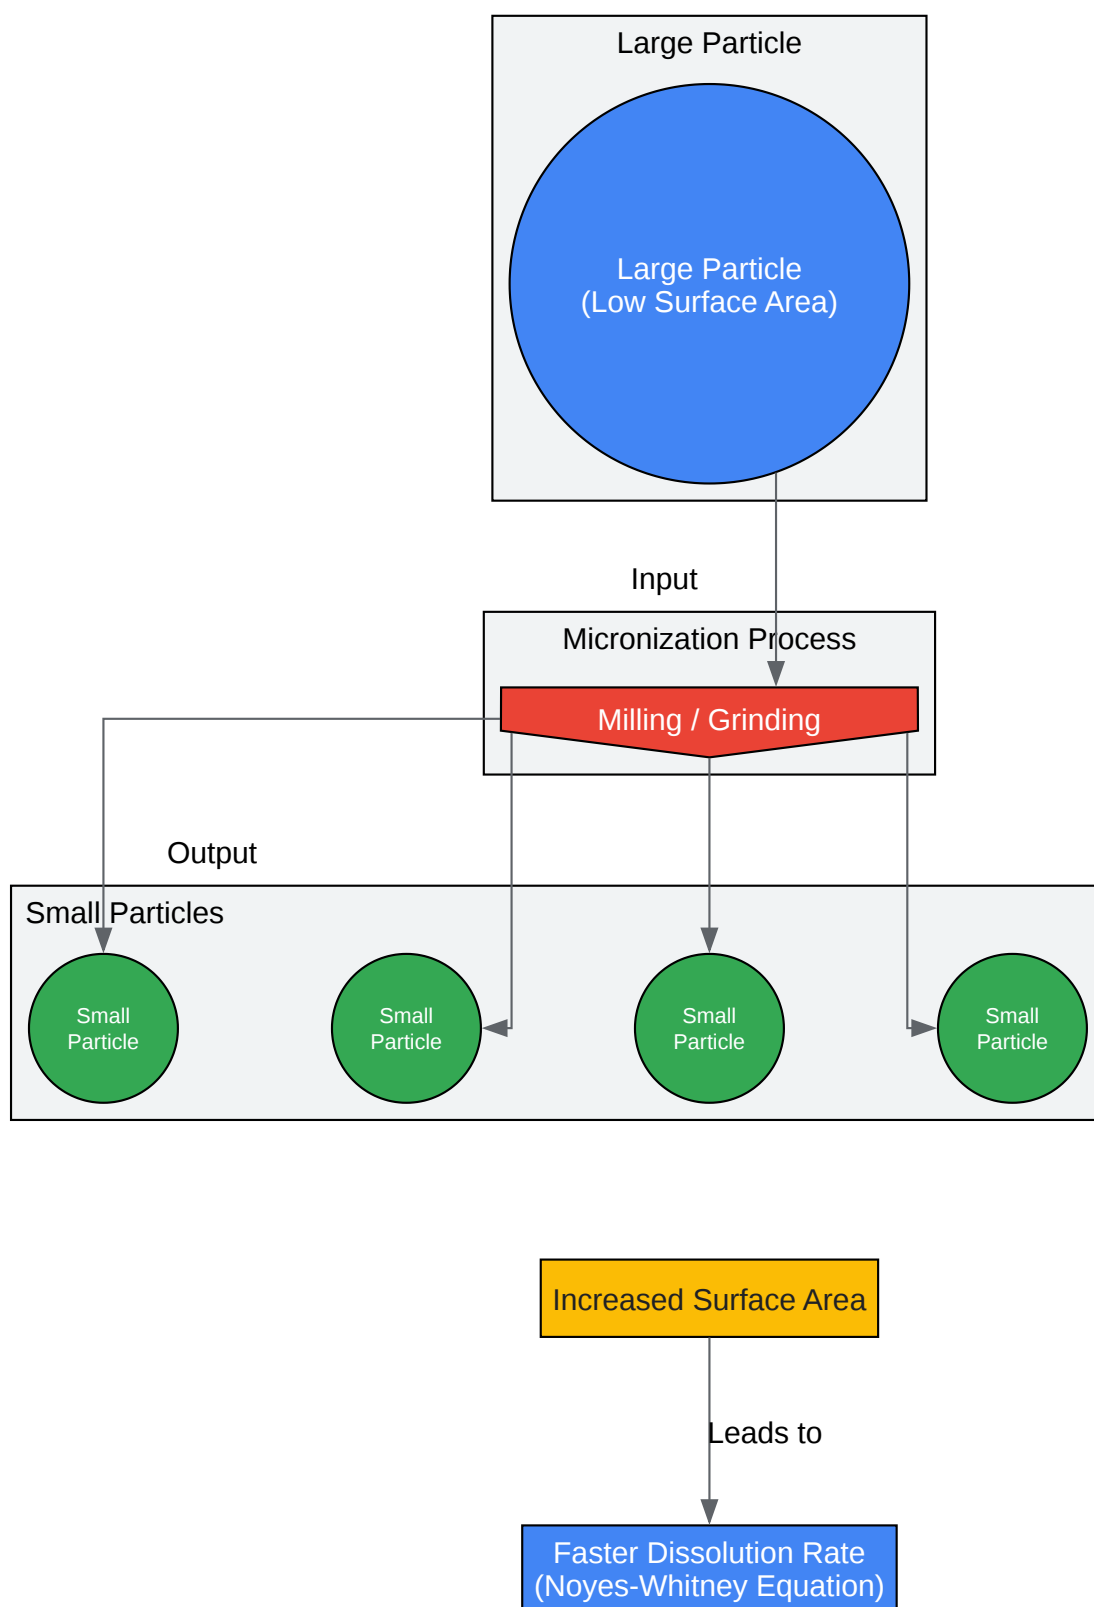 Large Particle
Large Particle
(Low Surface Area)
Input
Micronization Process
Milling / Grinding
Output
Small Particles
Small
Particle
Small
Particle
Small
Particle
Small
Particle
Increased Surface Area
Leads to
Faster Dissolution Rate
(Noyes-Whitney Equation)